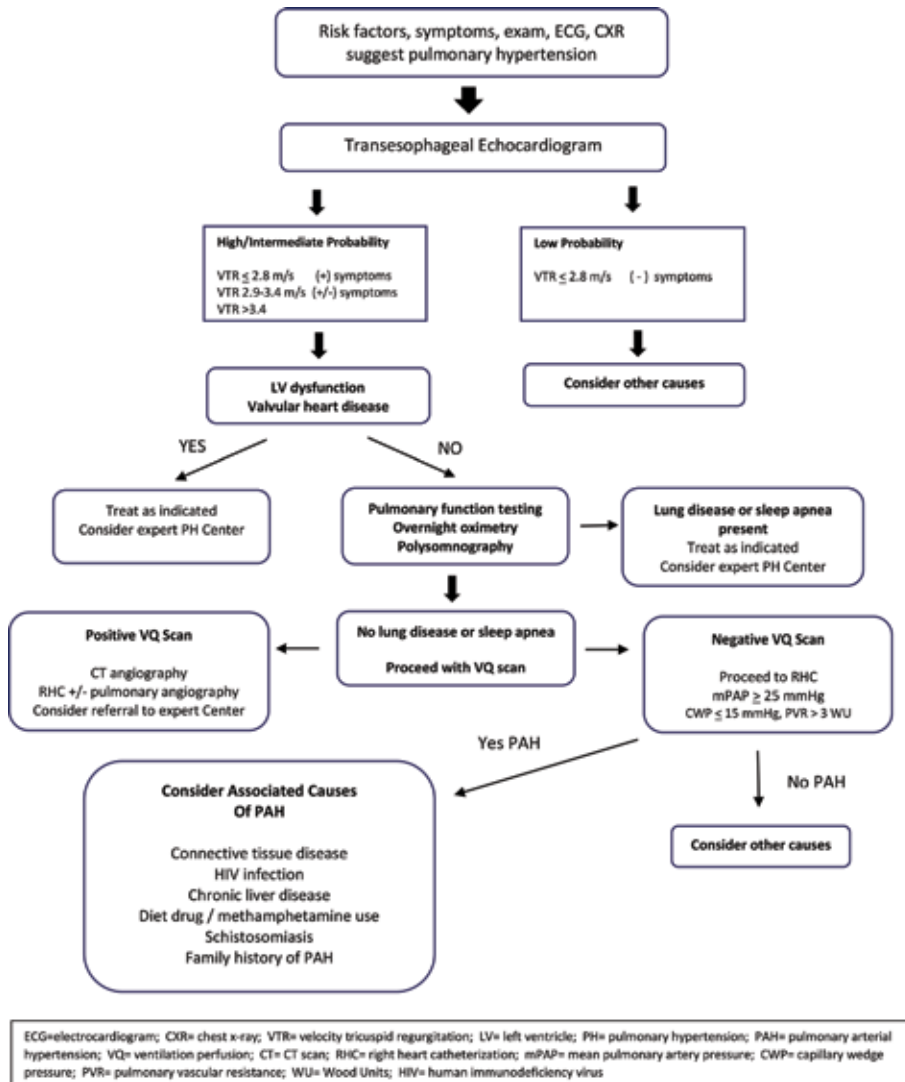 Risk factors, symptoms, exam, ECG, CXR
suggest pulmonary hypertension
Transesophageal Echocardiogram
High/Intermediate Probability
VTR ≤ 2.8 m/s (+) symptoms
VTR 2.9-3.4 m/s (+/-) symptoms
VTR >3.4
Low Probability
VTR ≤ 2.8 m/s ( - ) symptoms
LV dysfunction
Valvular heart disease
Consider other causes
YES
NO
Treat as indicated
Consider expert PH Center
Pulmonary function testing
Overnight oximetry
Polysomnography
Lung disease or sleep apnea
present
Treat as indicated
Consider expert PH Center
Positive VQ Scan
CT angiography
RHC +/- pulmonary angiography
Consider referral to expert Center
No lung disease or sleep apnea
Proceed with VQ scan
Negative VQ Scan
Proceed to RHC
mPAP ≥ 25 mmHg
CWP ≤ 15 mmHg, PVR > 3 WU
Yes PAH
No PAH
Consider Associated Causes
Of PAH
Connective tissue disease
HIV infection
Chronic liver disease
Diet drug / methamphetamine use
Schistosomiasis
Family history of PAH
Consider other causes
ECG=electrocardiogram; CXR= chest x-ray; VTR= velocity tricuspid regurgitation; LV= left ventricle; PH= pulmonary hypertension; PAH= pulmonary arterial
hypertension; VQ= ventilation perfusion; CT= CT scan; RHC= right heart catheterization; mPAP= mean pulmonary artery pressure; CWP= capillary wedge
pressure; PVR= pulmonary vascular resistance; WU= Wood Units; HIV= human immunodeficiency virus